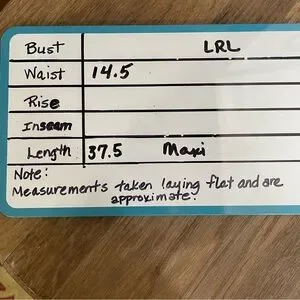 Bust LRL
Waist 14.5
Rise
Inseam
Length 37.5 Maxi
Note:
Measurements taken laying flat and are
approximate.